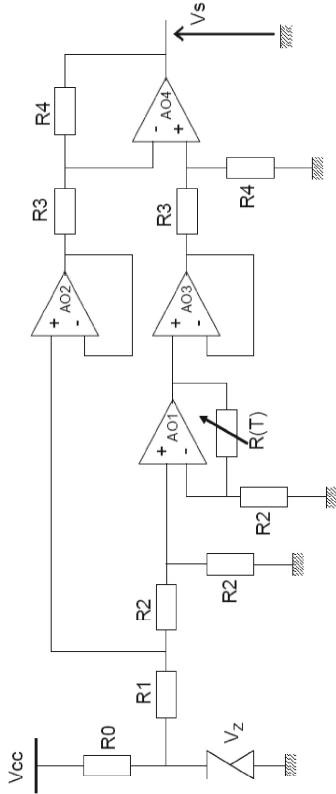 Vcc
R0
VZ
R1
R2
R2
R2
+
-
AO1
R(T)
+
-
AO2
+
-
AO3
R3
R3
R4
R4
-
+
AO4
Vs